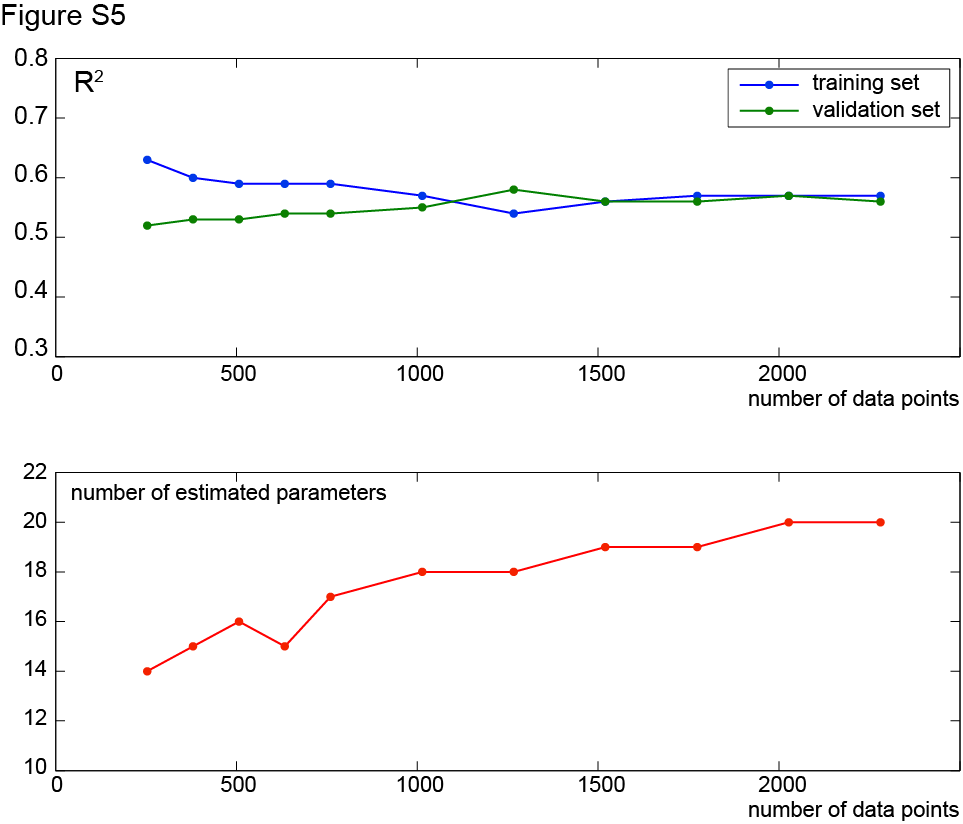 Figure S5
0.8
R²
training set
validation set
0.7
0.6
0.5
0.4
0.3
0 500 1000 1500 2000
number of data points
22
number of estimated parameters
20
18
16
14
12
10
0 500 1000 1500 2000
number of data points